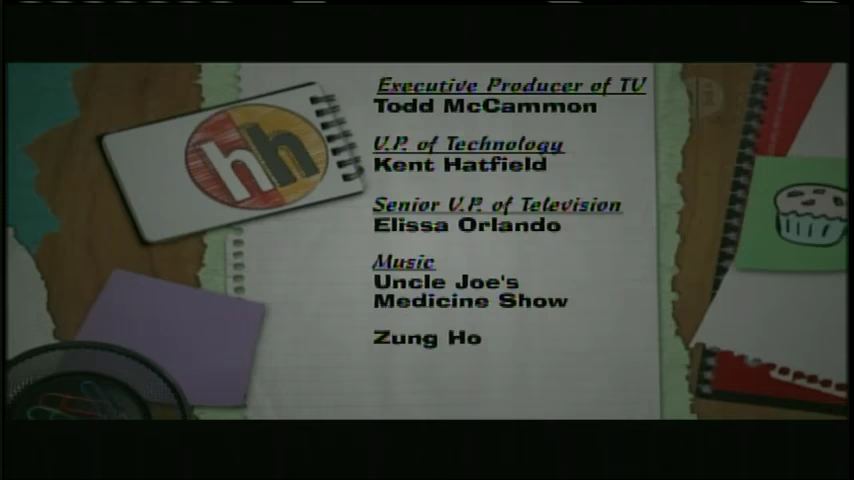 hh
Executive Producer of TV
Todd McCammon
V.P. of Technology
Kent Hatfield
Senior V.P. of Television
Elissa Orlando
Music
Uncle Joe's
Medicine Show
Zung Ho